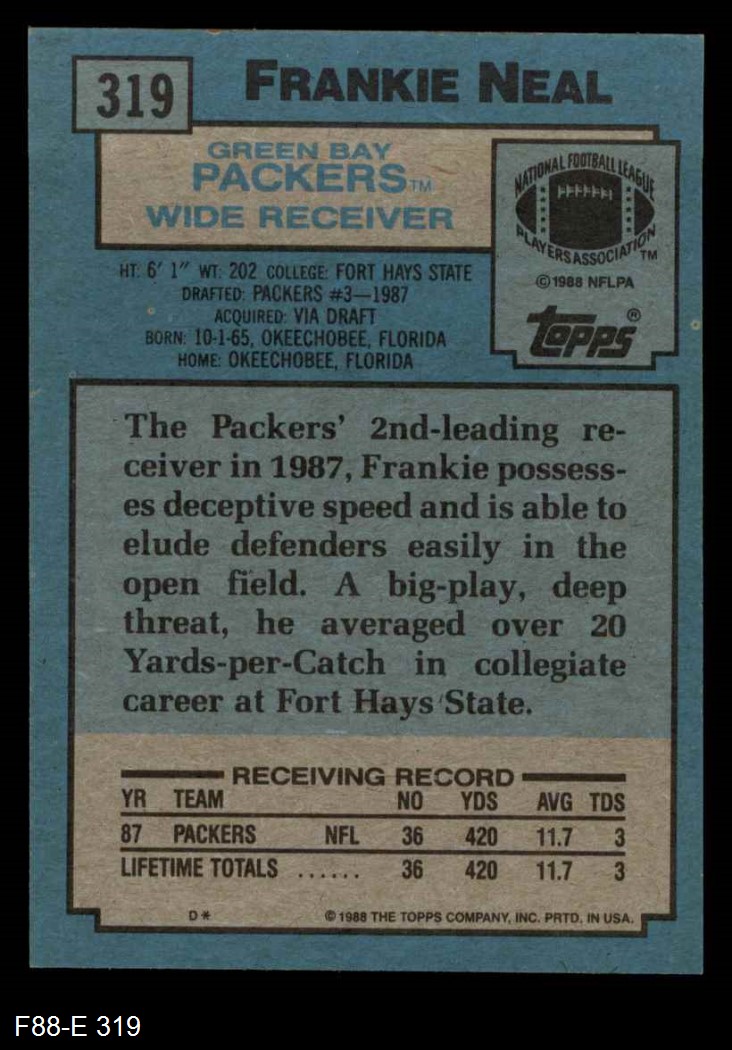 319
FRANKIE NEAL
GREEN BAY
PACKERS™
WIDE RECEIVER
NATIONAL FOOTBALL LEAGUE
PLAYERS ASSOCIATION™
©1988 NFLPA
topps®
HT: 6' 1" WT: 202 COLLEGE: FORT HAYS STATE
DRAFTED: PACKERS #3—1987
ACQUIRED: VIA DRAFT
BORN: 10-1-65, OKEECHOBEE, FLORIDA
HOME: OKEECHOBEE, FLORIDA
The Packers' 2nd-leading re-
ceiver in 1987, Frankie possess-
es deceptive speed and is able to
elude defenders easily in the
open field. A big-play, deep
threat, he averaged over 20
Yards-per-Catch in collegiate
career at Fort Hays State.
RECEIVING RECORD
YR TEAM NO YDS AVG TDS
87 PACKERS NFL 36 420 11.7 3
LIFETIME TOTALS ...... 36 420 11.7 3
D* © 1988 THE TOPPS COMPANY, INC. PRTD. IN USA.
F88-E 319